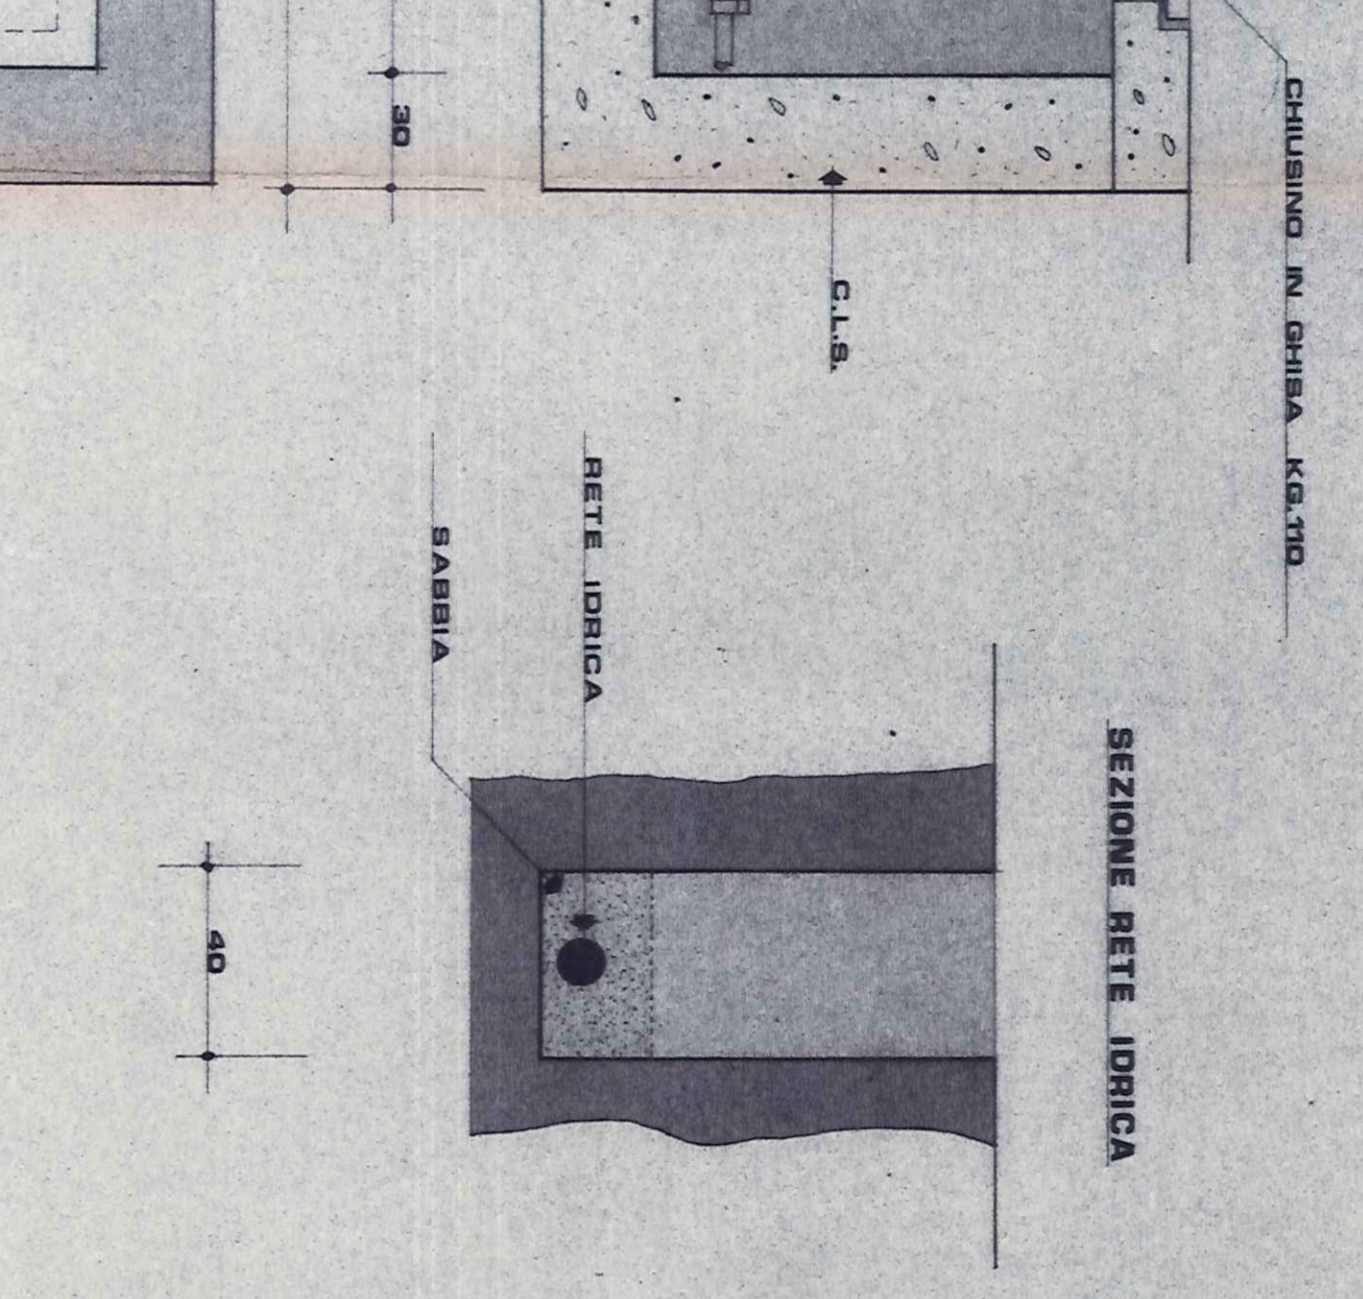 CHIUSINO IN GHISA KG.110
C.L.S.
30
SEZIONE RETE IDRICA
RETE IDRICA
SABBIA
40